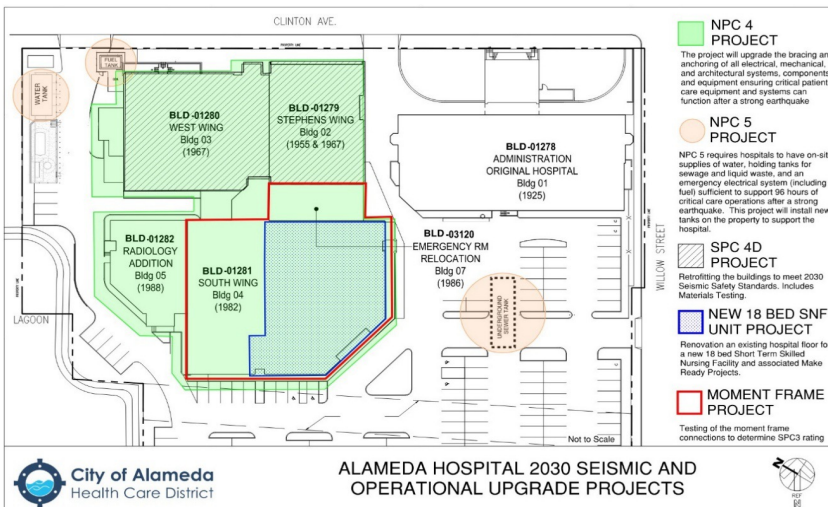 CLINTON AVE.
PROPERTY LINE
FUEL
TANK
WATER
TANK
BLD -01280
WEST WING
Bldg 03
(1967)
BLD-01279
STEPHENS WING
Bldg 02
(1955 & 1967)
BLD-01278
ADMINISTRATION
ORIGINAL HOSPITAL
Bldg 01
(1925)
BLD-01282
RADIOLOGY
ADDITION
Bldg 05
(1988)
BLD -01281
SOUTH WING
Bldg 04
(1982)
BLD -03120
EMERGENCY RM
RELOCATION
Bldg 07
(1986)
UNDERGROUND
SEWER TANK
WILLOW STREET
LAGOON
Not to Scale
NPC 4
PROJECT
The project will upgrade the bracing an
anchoring of all electrical, mechanical,
and architectural systems, components
and equipment ensuring critical patient
care equipment and systems can
function after a strong earthquake
NPC 5
PROJECT
NPC 5 requires hospitals to have on-sit
supplies of water, holding tanks for
sewage and liquid waste, and an
emergency electrical system (including
fuel) sufficient to support 96 hours of
critical care operations after a strong
earthquake. This project will install new
tanks on the property to support the
hospital.
SPC 4D
PROJECT
Retrofitting the buildings to meet 2030
Seismic Safety Standards. Includes
Materials Testing.
NEW 18 BED SNF
UNIT PROJECT
Renovation an existing hospital floor fo
a new 18 bed Short Term Skilled
Nursing Facility and associated Make
Ready Projects.
MOMENT FRAME
PROJECT
Testing of the moment frame
connections to determine SPC3 rating
City of Alameda
Health Care District
ALAMEDA HOSPITAL 2030 SEISMIC AND
OPERATIONAL UPGRADE PROJECTS
N
REF